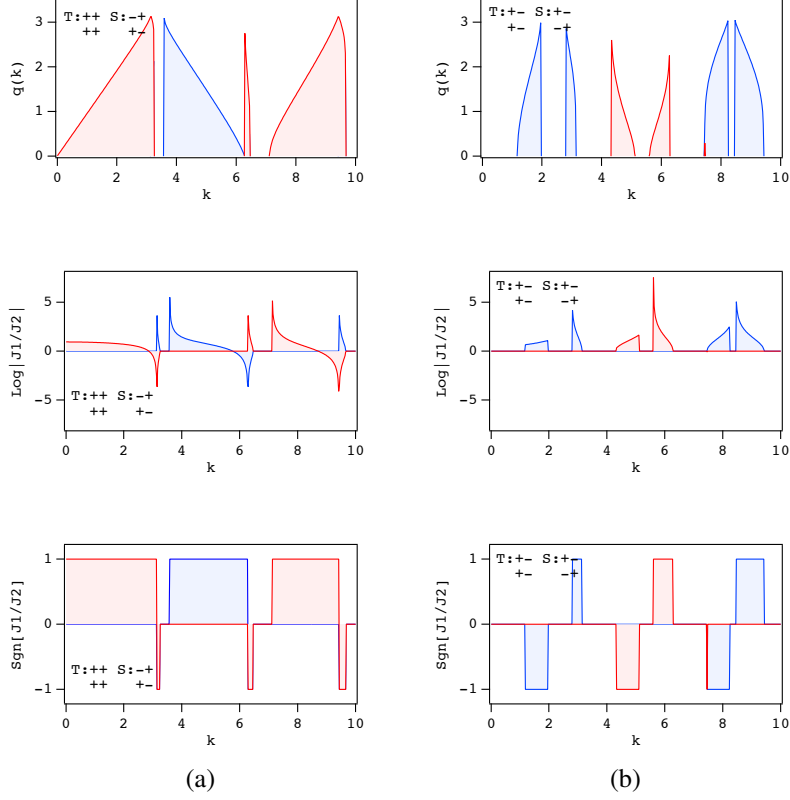 T:++ S:-+
++ +-
q(k)
3
2
1
0
0 2 4 6 8 10
k
T:+- S:+-
+- -+
q(k)
3
2
1
0
0 2 4 6 8 10
k
Log|J1/J2|
5
0
-5
T:++ S:-+
++ +-
0 2 4 6 8 10
k
T:+- S:+-
+- -+
Log|J1/J2|
5
0
-5
0 2 4 6 8 10
k
Sgn[J1/J2]
1
0
-1
T:++ S:-+
++ +-
0 2 4 6 8 10
k
T:+- S:+-
+- -+
Sgn[J1/J2]
1
0
-1
0 2 4 6 8 10
k
(a)
(b)